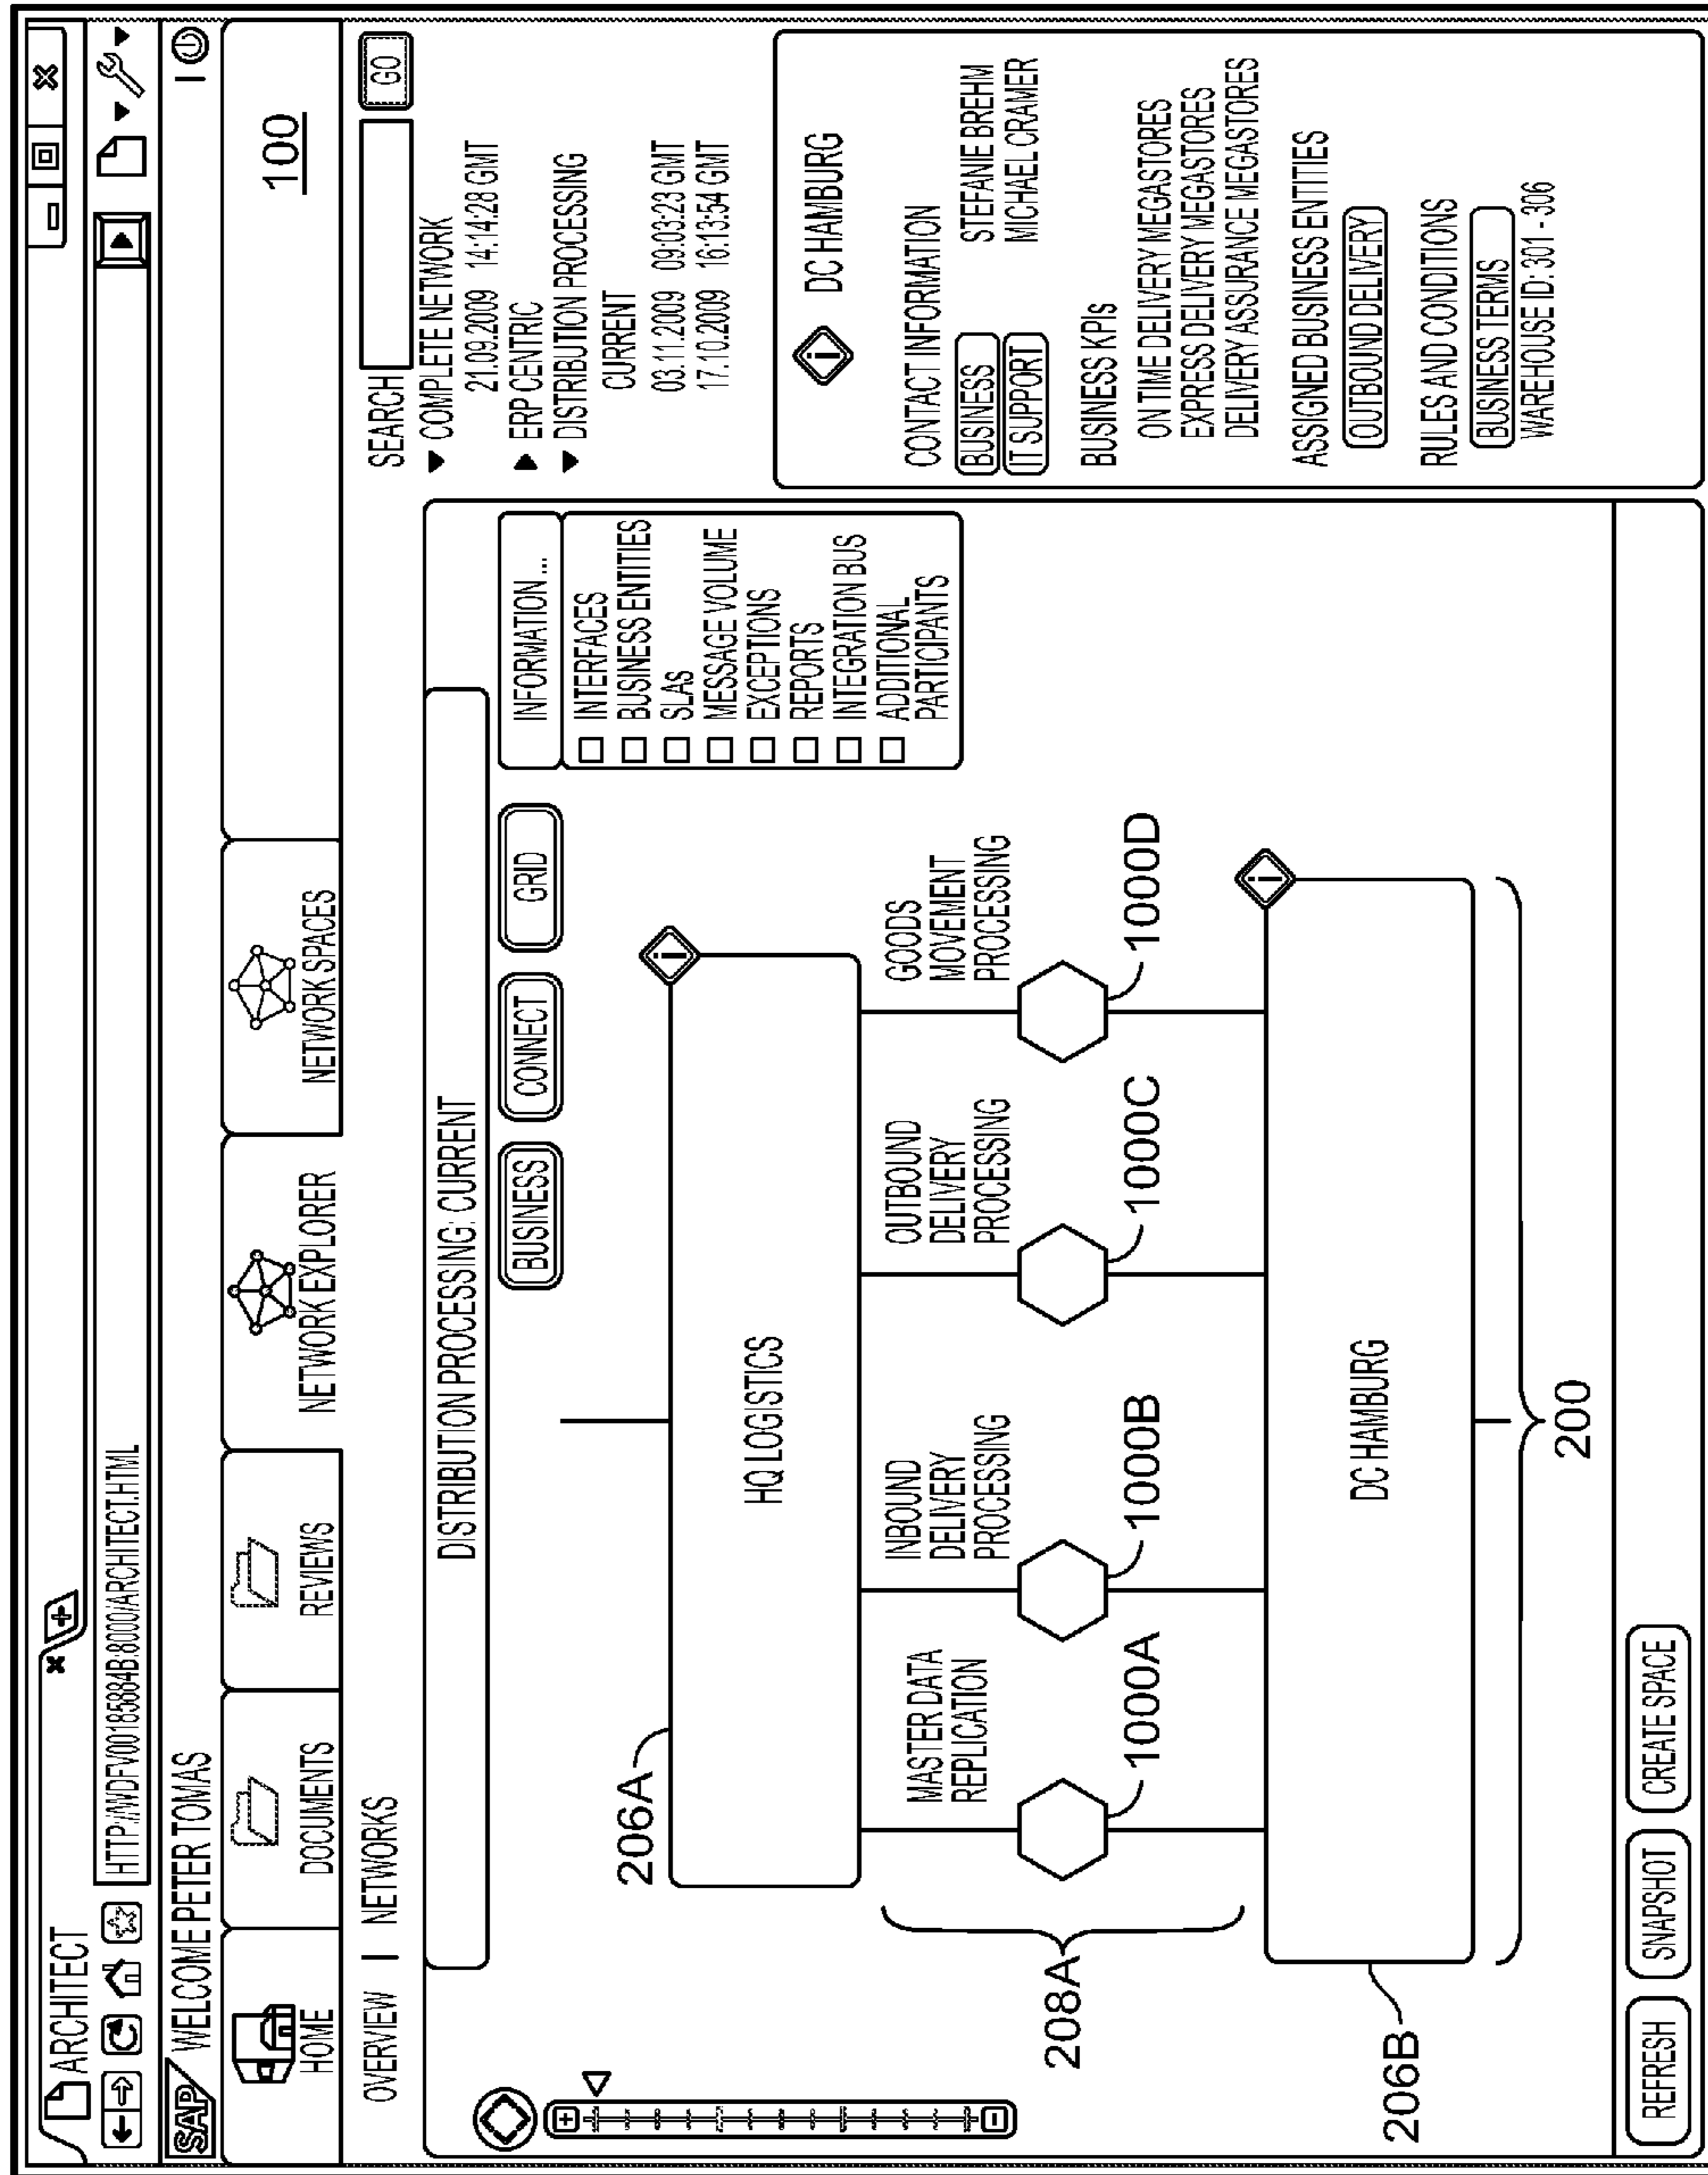 ARCHITECT
HTTP:/WDFV00185884B:8000/ARCHITECT.HTML
SAP
WELCOME PETER TOMAS
HOME
DOCUMENTS
REVIEWS
NETWORK EXPLORER
NETWORK SPACES
100
OVERVIEW | NETWORKS
SEARCH
GO
COMPLETE NETWORK
21.09.2009 14:14:28 GMT
ERP CENTRIC
DISTRIBUTION PROCESSING
CURRENT
03.11.2009 09:03:23 GMT
17.10.2009 16:13:54 GMT
DISTRIBUTION PROCESSING: CURRENT
BUSINESS
CONNECT
GRID
INFORMATION...
INTERFACES
BUSINESS ENTITIES
SLAS
MESSAGE VOLUME
EXCEPTIONS
REPORTS
INTEGRATION BUS
ADDITIONAL
PARTICIPANTS
206A
HQ LOGISTICS
i
208A
MASTER DATA
REPLICATION
1000A
INBOUND
DELIVERY
PROCESSING
1000B
OUTBOUND
DELIVERY
PROCESSING
1000C
GOODS
MOVEMENT
PROCESSING
1000D
206B
DC HAMBURG
i
200
i DC HAMBURG
CONTACT INFORMATION
BUSINESS STEFANIE BREHM
IT SUPPORT MICHAEL CRAMER
BUSINESS KPIs
ON TIME DELIVERY MEGASTORES
EXPRESS DELIVERY MEGASTORES
DELIVERY ASSURANCE MEGASTORES
ASSIGNED BUSINESS ENTITIES
OUTBOUND DELIVERY
RULES AND CONDITIONS
BUSINESS TERMS
WAREHOUSE ID: 301 - 306
REFRESH
SNAPSHOT
CREATE SPACE